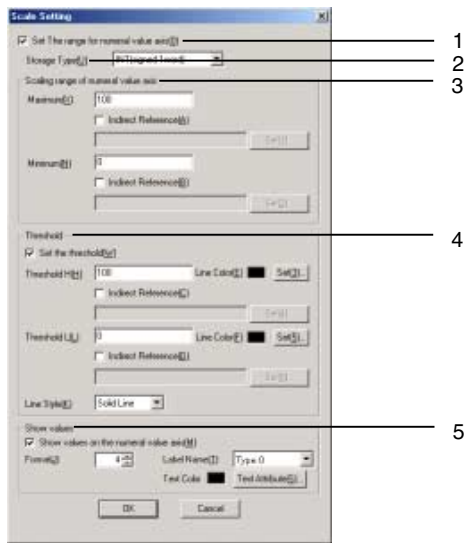 Scale Setting
Set The range for numeral value axis(D) 1
Storage Type(U) INT(signed 1word) 2
Scaling range of numeral value axis 3
Maximum(X) 100
Indirect Reference(A)
Minimum(N) 0
Indirect Reference(B)
Threshold 4
Set the threshold(W)
Threshold H(H) 100 Line Color(E) Set(J)...
Indirect Reference(C)
Threshold L(L) 0 Line Color(F) Set(S)...
Indirect Reference(D)
Line Style(K) Solid Line
Show values 5
Show values on the numeral value axis(M)
Format(J) 4 Label Name(T) Type 0
Text Color Text Attribute(G)...
OK Cancel